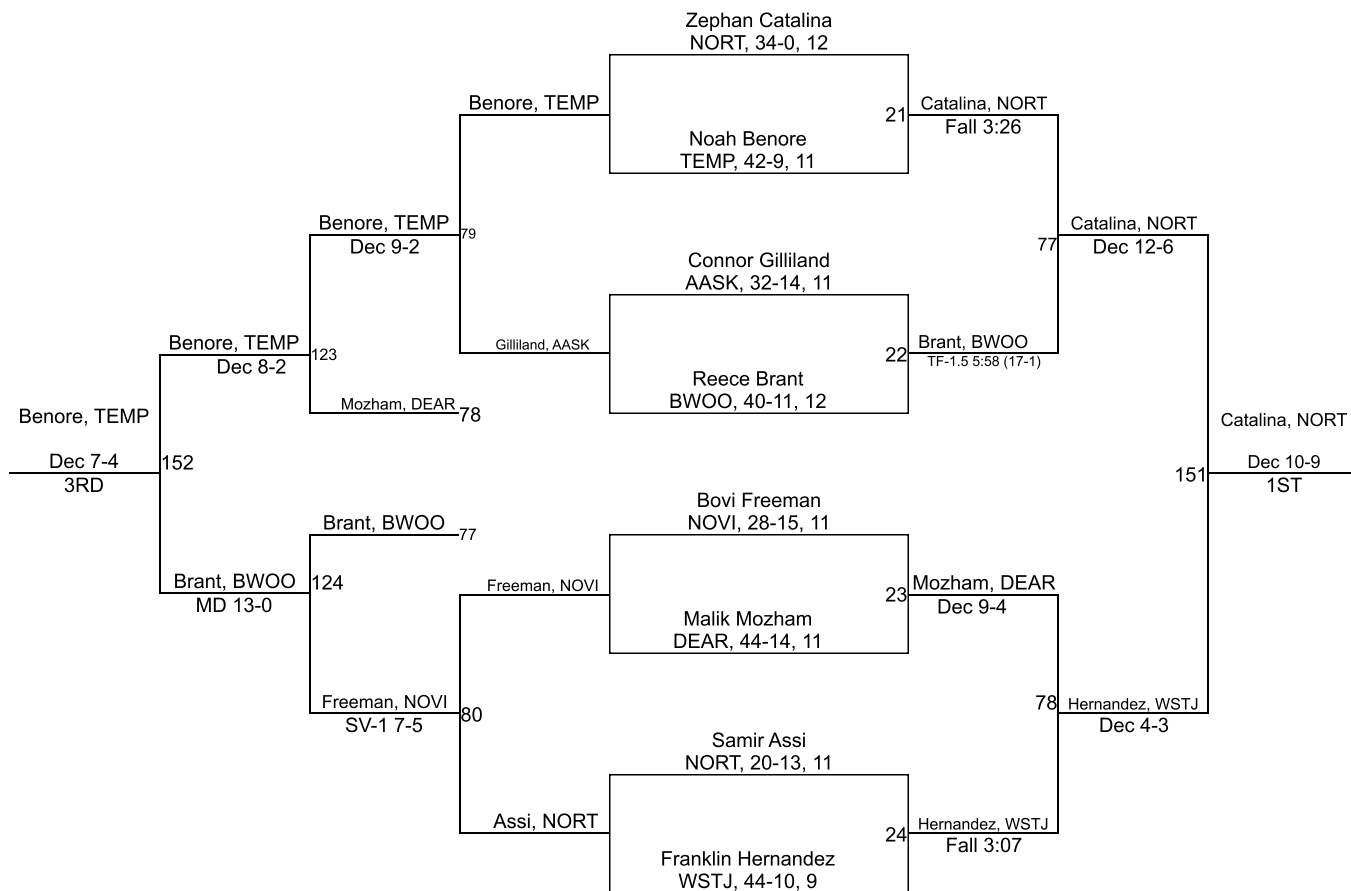 Zephan Catalina
NORT, 34-0, 12
Benore, TEMP
21
Catalina, NORT
Fall 3:26
Noah Benore
TEMP, 42-9, 11
Benore, TEMP
Dec 9-2
79
Catalina, NORT
77
Dec 12-6
Connor Gilliland
AASK, 32-14, 11
Benore, TEMP
Dec 8-2
123
Gilliland, AASK
22
Brant, BWOO
TF-1.5 5:58 (17-1)
Reece Brant
BWOO, 40-11, 12
Mozham, DEAR
78
Benore, TEMP
Dec 7-4
3RD
152
Catalina, NORT
151
Dec 10-9
1ST
Bovi Freeman
NOVI, 28-15, 11
Brant, BWOO
77
Brant, BWOO
MD 13-0
124
Freeman, NOVI
23
Mozham, DEAR
Dec 9-4
Malik Mozham
DEAR, 44-14, 11
Freeman, NOVI
SV-1 7-5
80
78
Hernandez, WSTJ
Dec 4-3
Samir Assi
NORT, 20-13, 11
Assi, NORT
24
Hernandez, WSTJ
Fall 3:07
Franklin Hernandez
WSTJ, 44-10, 9